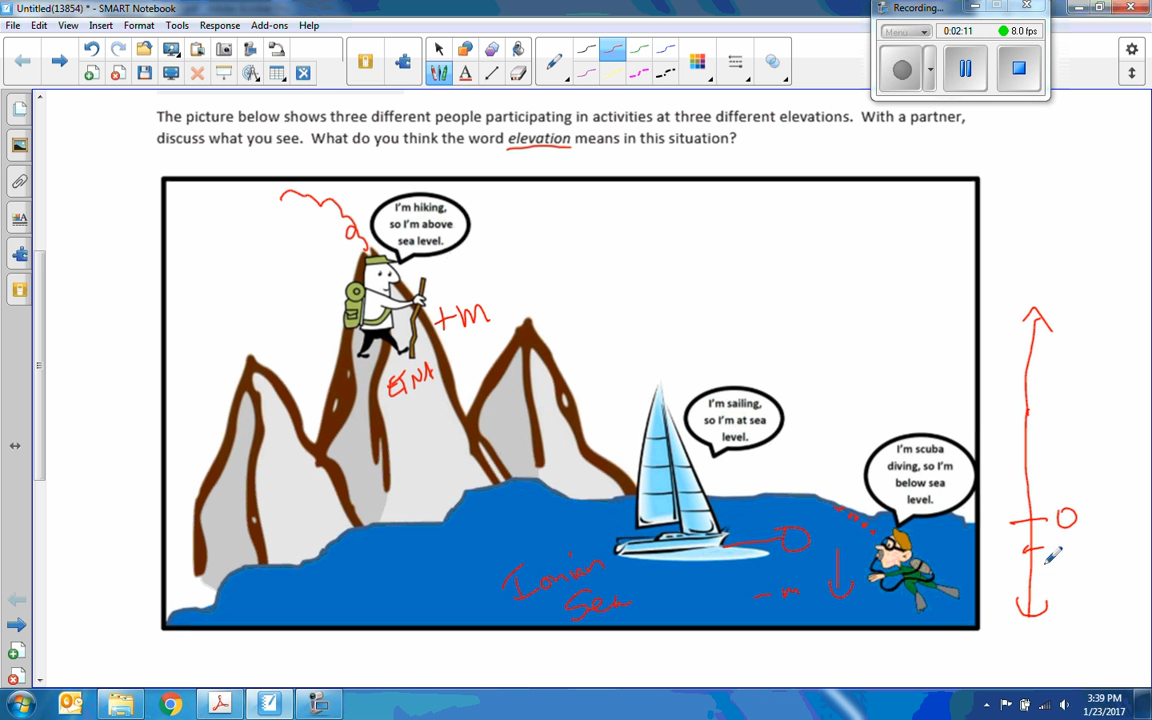 Untitled(13854) * - SMART Notebook
Recording...
File Edit View Insert Format Tools Response Add-ons Help
Menu
0:02:11
8.0 fps
The picture below shows three different people participating in activities at three different elevations. With a partner,
discuss what you see. What do you think the word elevation means in this situation?
I'm hiking,
so I'm above
sea level.
+m
ETNA
I'm sailing,
so I'm at sea
level.
I'm scuba
diving, so I'm
below sea
level.
0
0
Ionian
Sea
- m
3:39 PM
1/23/2017